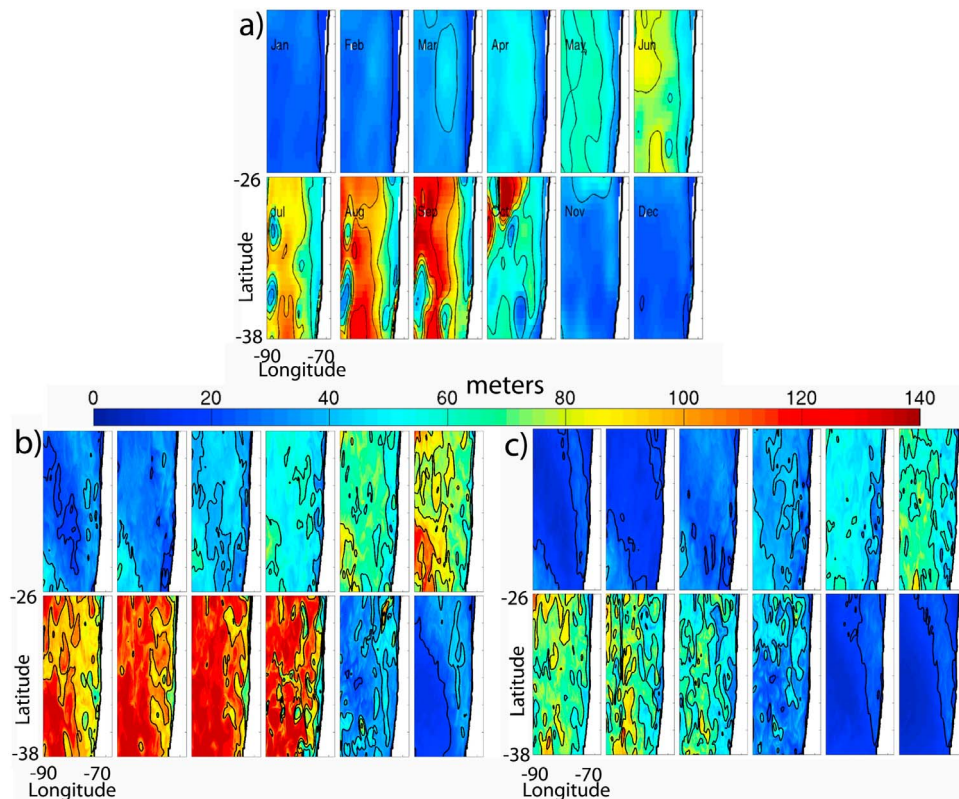 a)
Jan Feb Mar Apr May Jun
-26
Jul Aug Sep Oct Nov Dec
Latitude
-38
-90 -70
Longitude
meters
0 20 40 60 80 100 120 140
b) c)
-26 -26
Latitude Latitude
-38 -38
-90 -70 -90 -70
Longitude Longitude